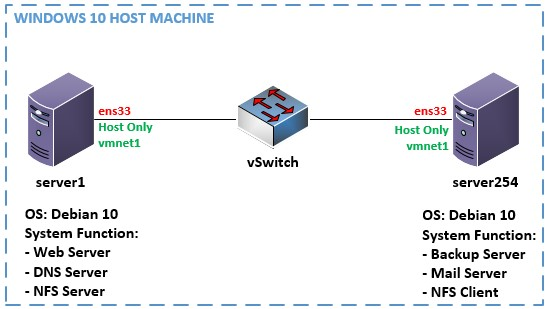 WINDOWS 10 HOST MACHINE
ens33
Host Only
vmnet1
server1
vSwitch
ens33
Host Only
vmnet1
server254
OS: Debian 10
System Function:
- Web Server
- DNS Server
- NFS Server
OS: Debian 10
System Function:
- Backup Server
- Mail Server
- NFS Client